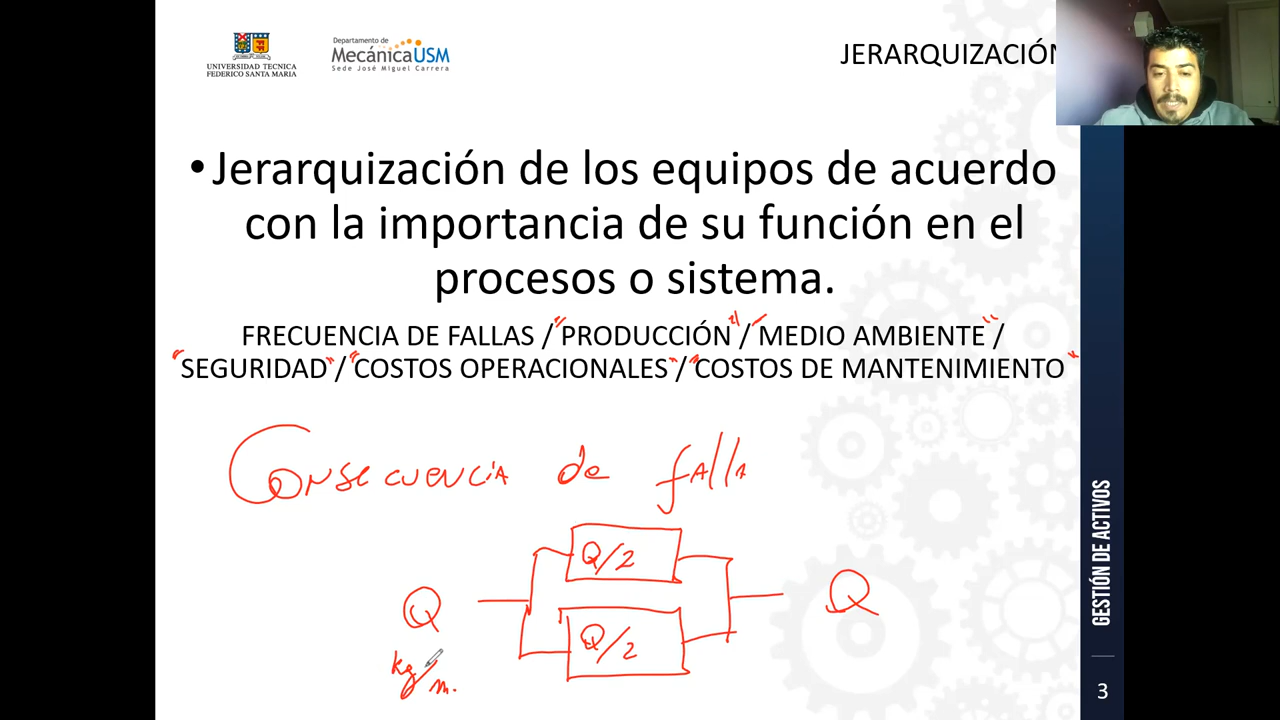 UNIVERSIDAD TECNICA
FEDERICO SANTA MARIA
Departamento de
MecánicaUSM
Sede José Miguel Carrera
JERARQUIZACIÓN
• Jerarquización de los equipos de acuerdo
con la importancia de su función en el
procesos o sistema.
FRECUENCIA DE FALLAS / "PRODUCCIÓN" / "MEDIO AMBIENTE" /
"SEGURIDAD" / "COSTOS OPERACIONALES" / "COSTOS DE MANTENIMIENTO"
Consecuencia de falla
Q/2
Q
Q
Q/2
kg/m.
GESTIÓN DE ACTIVOS
3